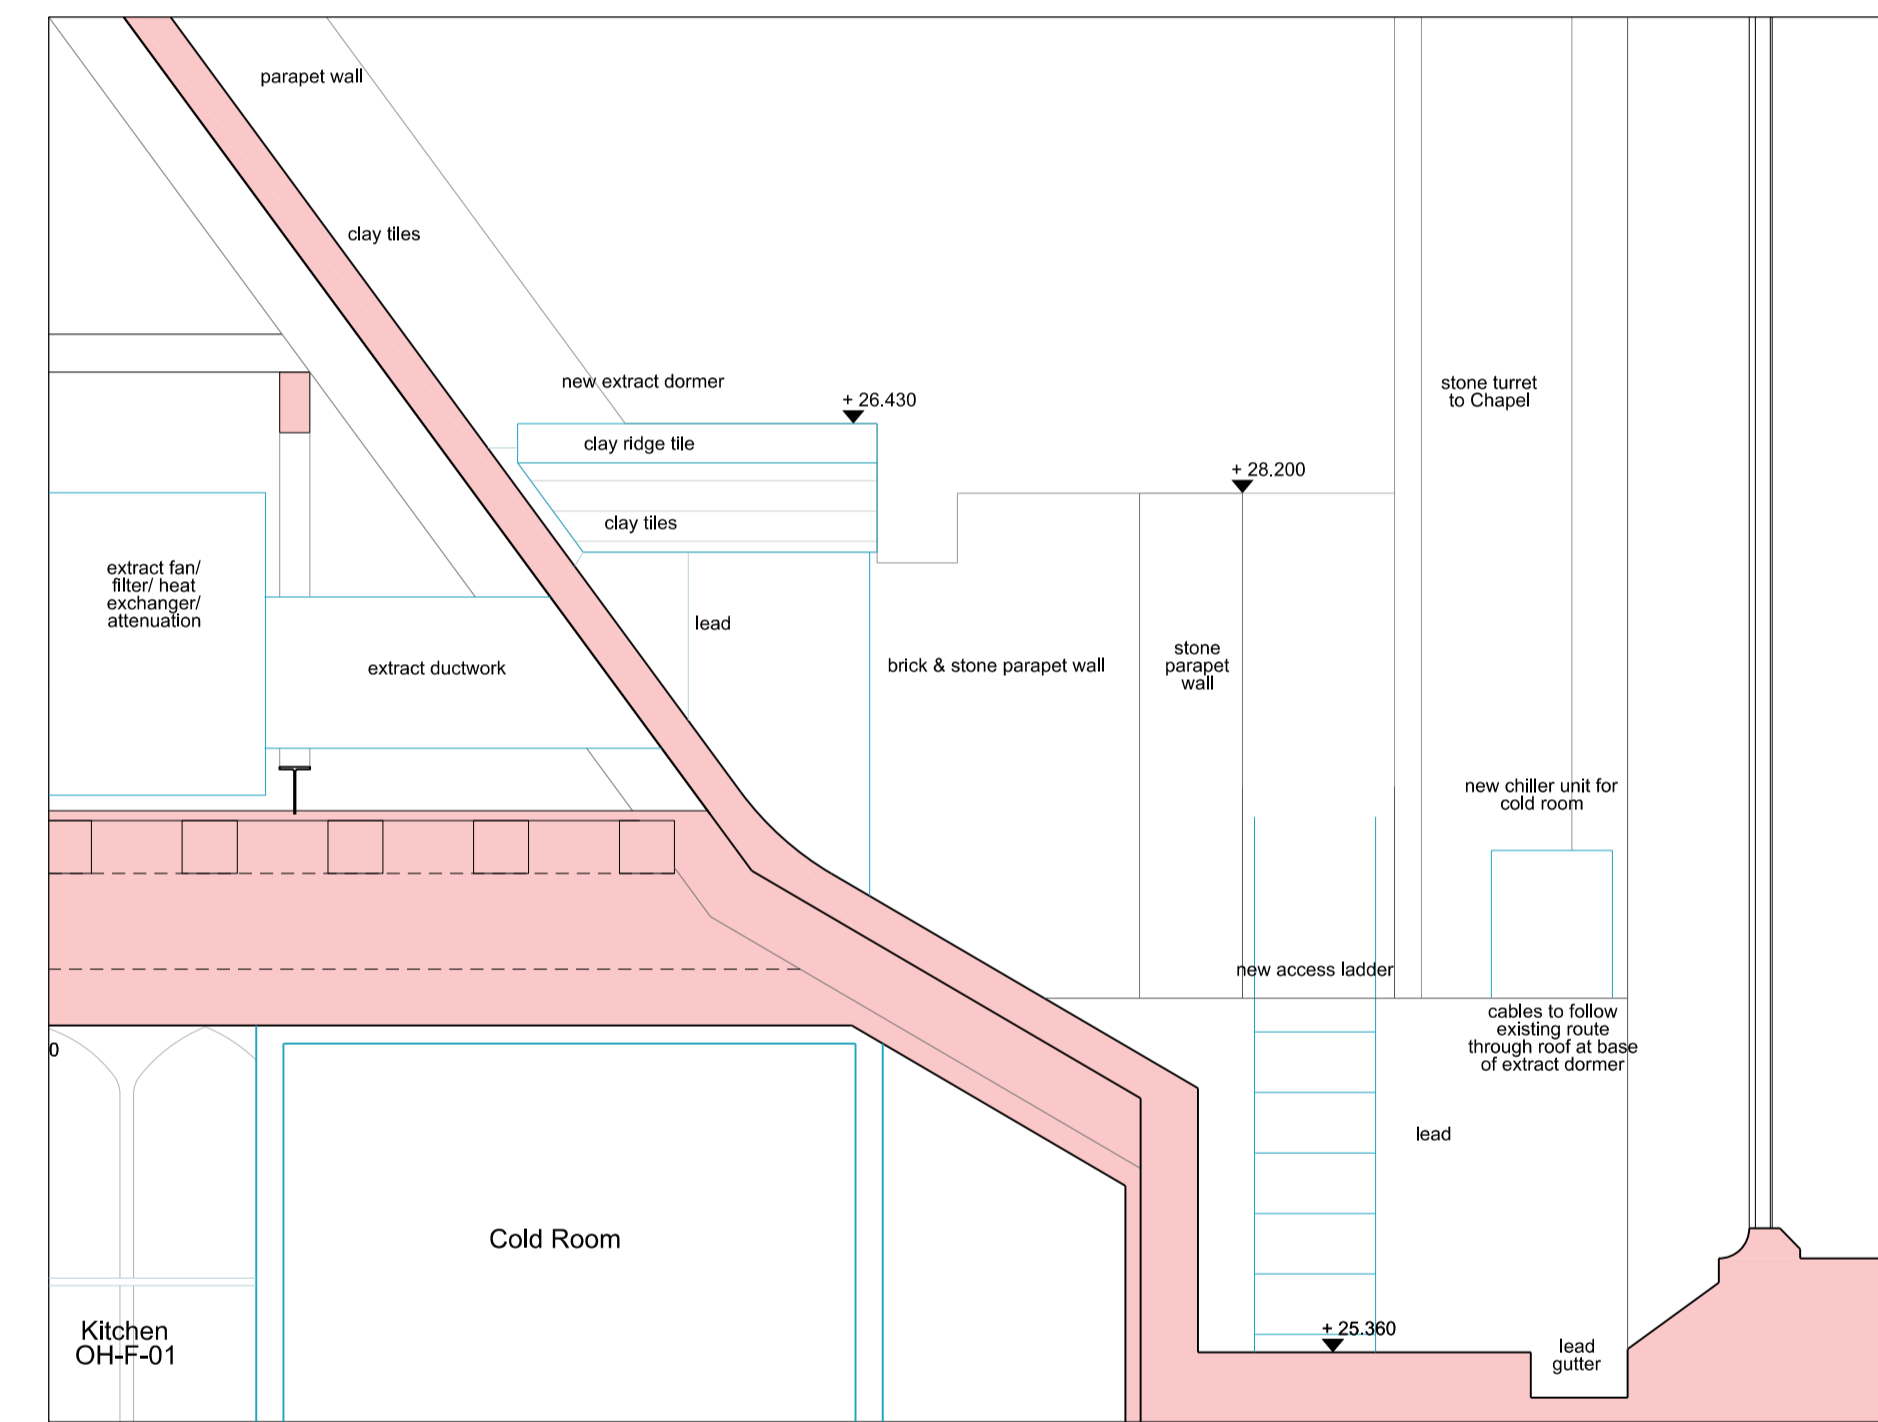 parapet wall
clay tiles
new extract dormer
+ 26.430
clay ridge tile
clay tiles
stone turret
to Chapel
+ 28.200
extract fan/
filter/ heat
exchanger/
attenuation
lead
extract ductwork
brick & stone parapet wall
stone
parapet
wall
new chiller unit for
cold room
new access ladder
cables to follow
existing route
through roof at base
of extract dormer
0
lead
Cold Room
Kitchen
OH-F-01
+ 25.360
lead
gutter